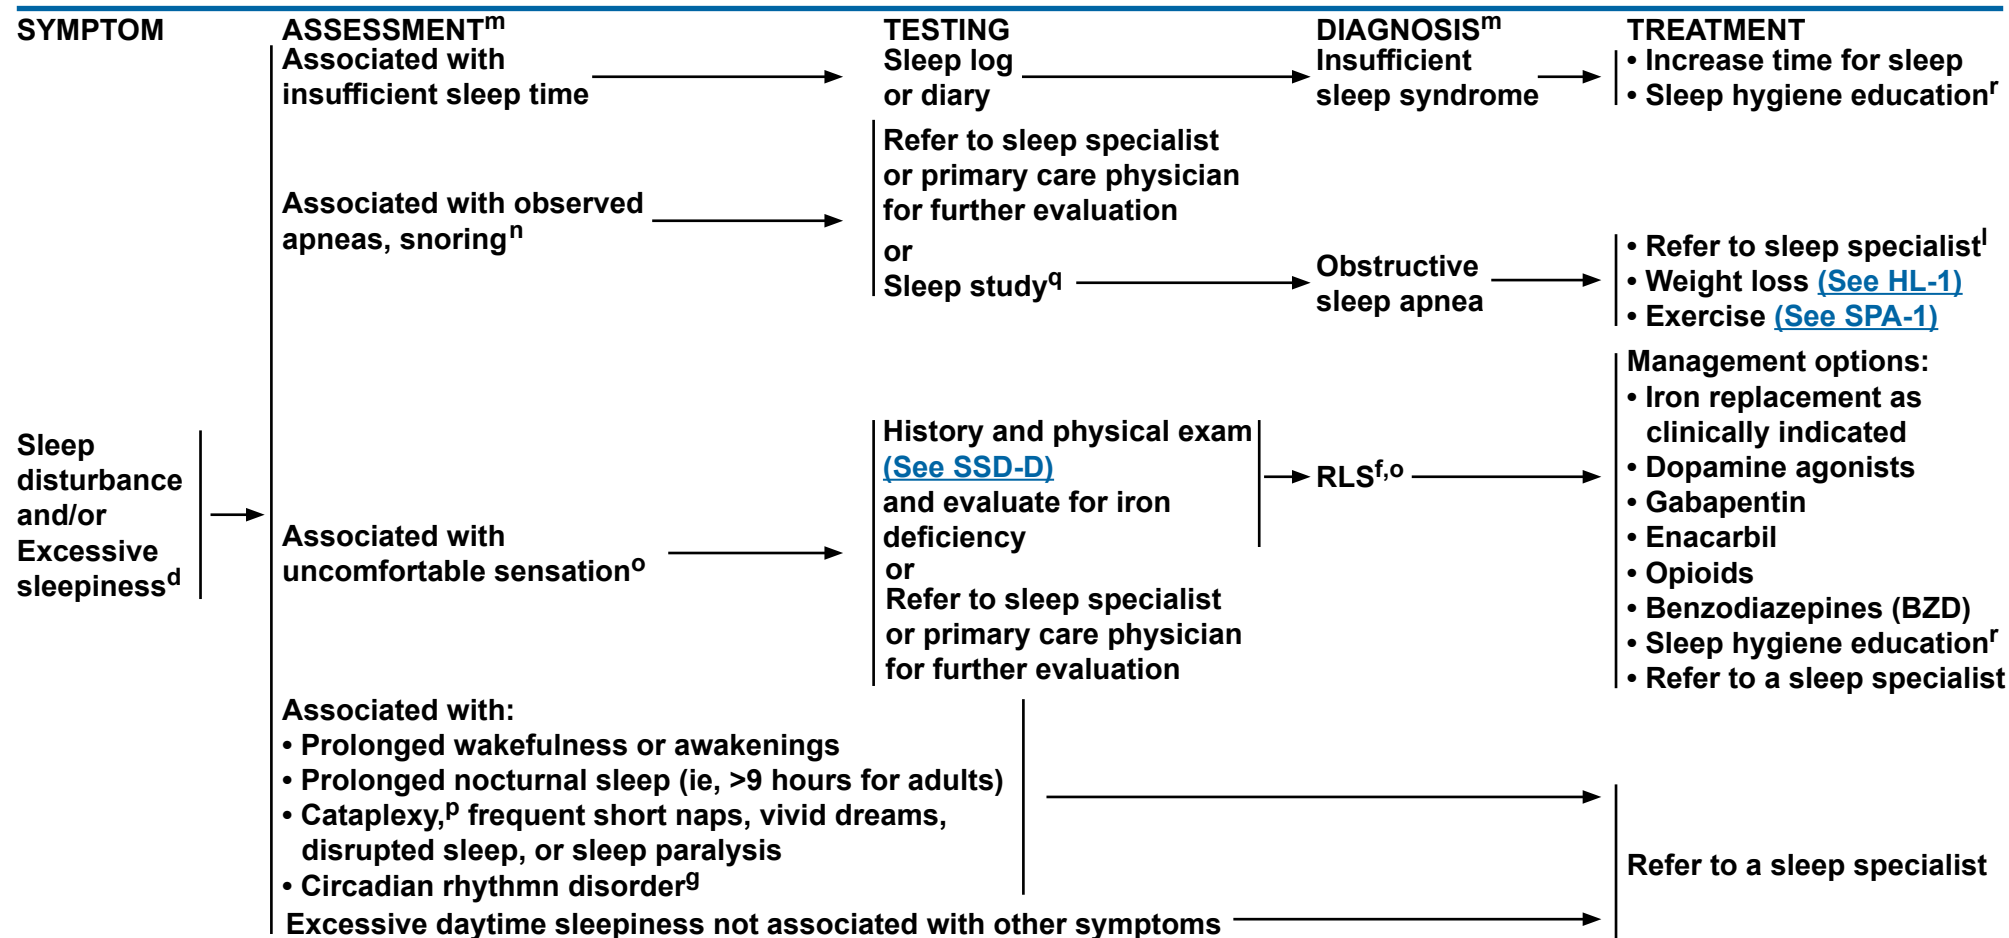 SYMPTOM
ASSESSMENTm
TESTING
DIAGNOSISm
TREATMENT
Associated with
insufficient sleep time
Sleep log
or diary
Insufficient
sleep syndrome
• Increase time for sleep
• Sleep hygiene educationr
Associated with observed
apneas, snoringn
Refer to sleep specialist
or primary care physician
for further evaluation
or
Sleep studyq
Obstructive
sleep apnea
• Refer to sleep specialistl
• Weight loss (See HL-1)
• Exercise (See SPA-1)
Sleep
disturbance
and/or
Excessive
sleepinessd
Associated with
uncomfortable sensationo
History and physical exam
(See SSD-D)
and evaluate for iron
deficiency
or
Refer to sleep specialist
or primary care physician
for further evaluation
RLSf,o
Management options:
• Iron replacement as
clinically indicated
• Dopamine agonists
• Gabapentin
• Enacarbil
• Opioids
• Benzodiazepines (BZD)
• Sleep hygiene educationr
• Refer to a sleep specialist
Associated with:
• Prolonged wakefulness or awakenings
• Prolonged nocturnal sleep (ie, >9 hours for adults)
• Cataplexy,p frequent short naps, vivid dreams,
disrupted sleep, or sleep paralysis
• Circadian rhythmn disorderg
Excessive daytime sleepiness not associated with other symptoms
Refer to a sleep specialist